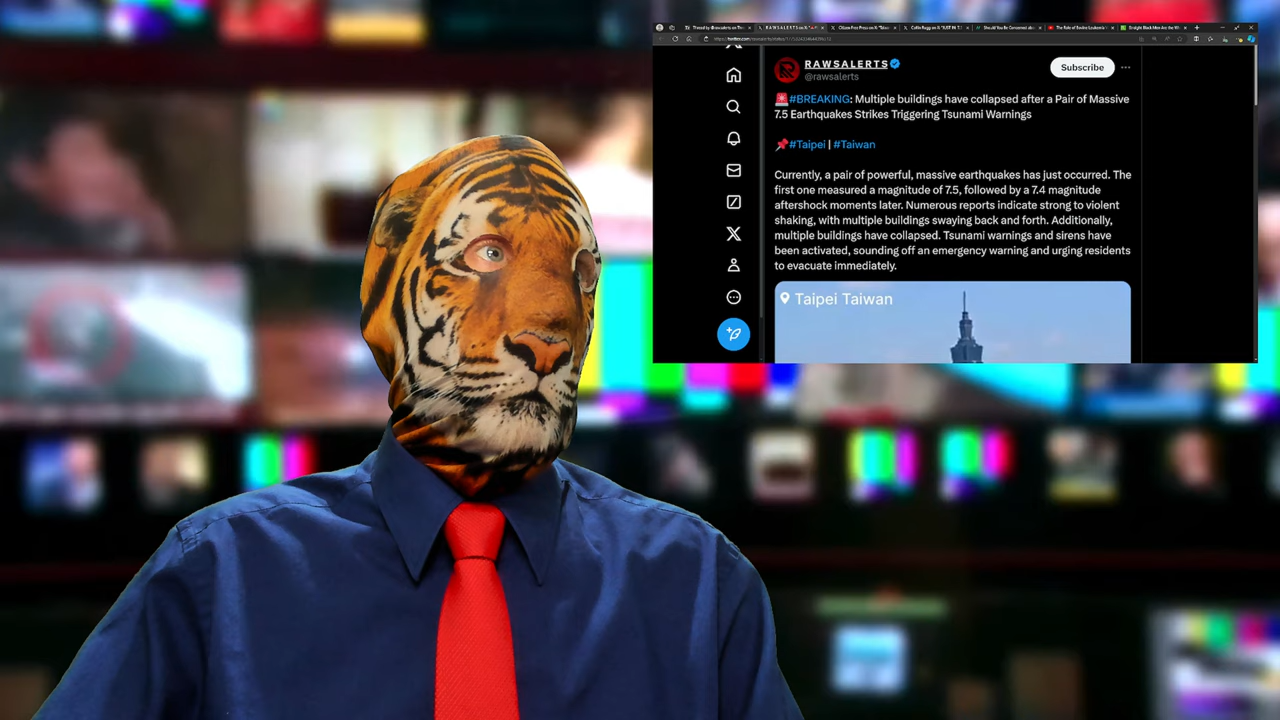 RAWSALERTS
Subscribe
@rawsalerts
🚨#BREAKING: Multiple buildings have collapsed after a Pair of Massive
7.5 Earthquakes Strikes Triggering Tsunami Warnings
📌#Taipei | #Taiwan
Currently, a pair of powerful, massive earthquakes has just occurred. The
first one measured a magnitude of 7.5, followed by a 7.4 magnitude
aftershock moments later. Numerous reports indicate strong to violent
shaking, with multiple buildings swaying back and forth. Additionally,
multiple buildings have collapsed. Tsunami warnings and sirens have
been activated, sounding off an emergency warning and urging residents
to evacuate immediately.
Taipei Taiwan